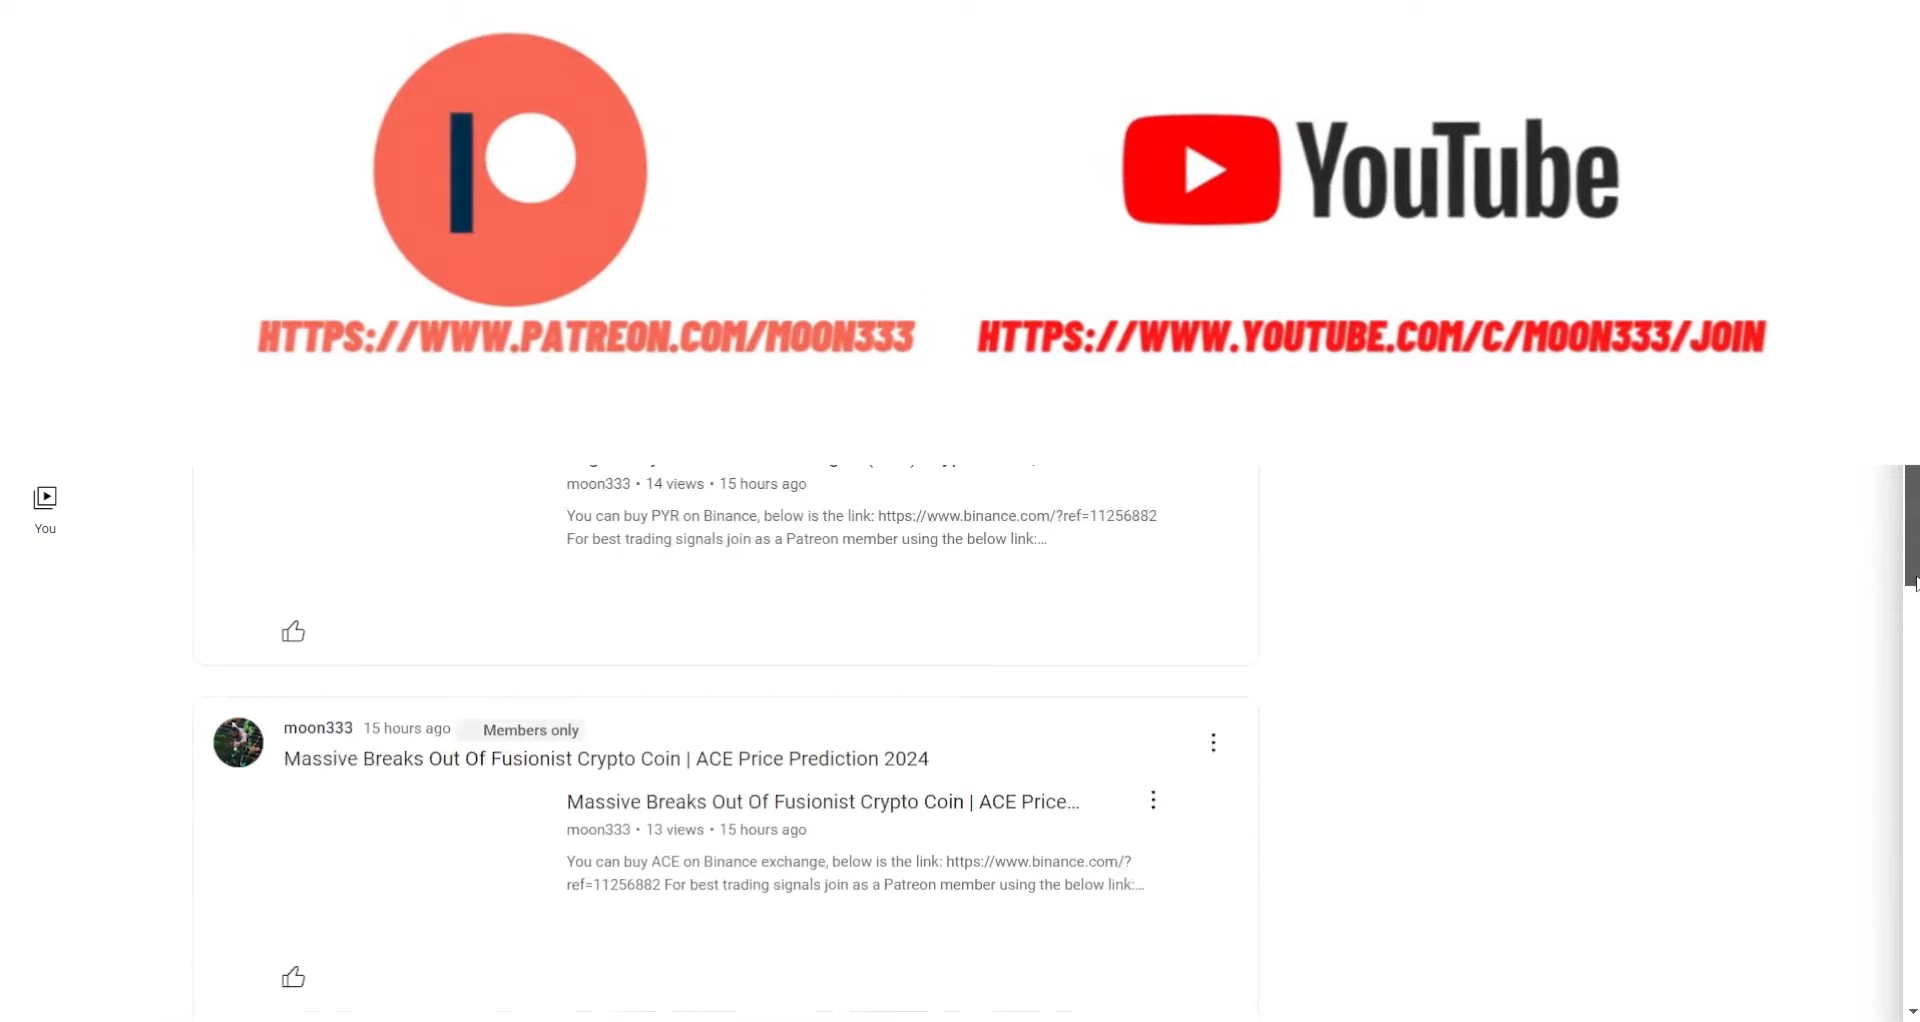 YouTube
HTTPS://WWW.PATREON.COM/MOON333
HTTPS://WWW.YOUTUBE.COM/C/MOON333/JOIN
You
moon333 • 14 views • 15 hours ago
You can buy PYR on Binance, below is the link: https://www.binance.com/?ref=11256882
For best trading signals join as a Patreon member using the below link:...
moon333 15 hours ago Members only
Massive Breaks Out Of Fusionist Crypto Coin | ACE Price Prediction 2024
Massive Breaks Out Of Fusionist Crypto Coin | ACE Price...
moon333 • 13 views • 15 hours ago
You can buy ACE on Binance exchange, below is the link: https://www.binance.com/?
ref=11256882 For best trading signals join as a Patreon member using the below link:...